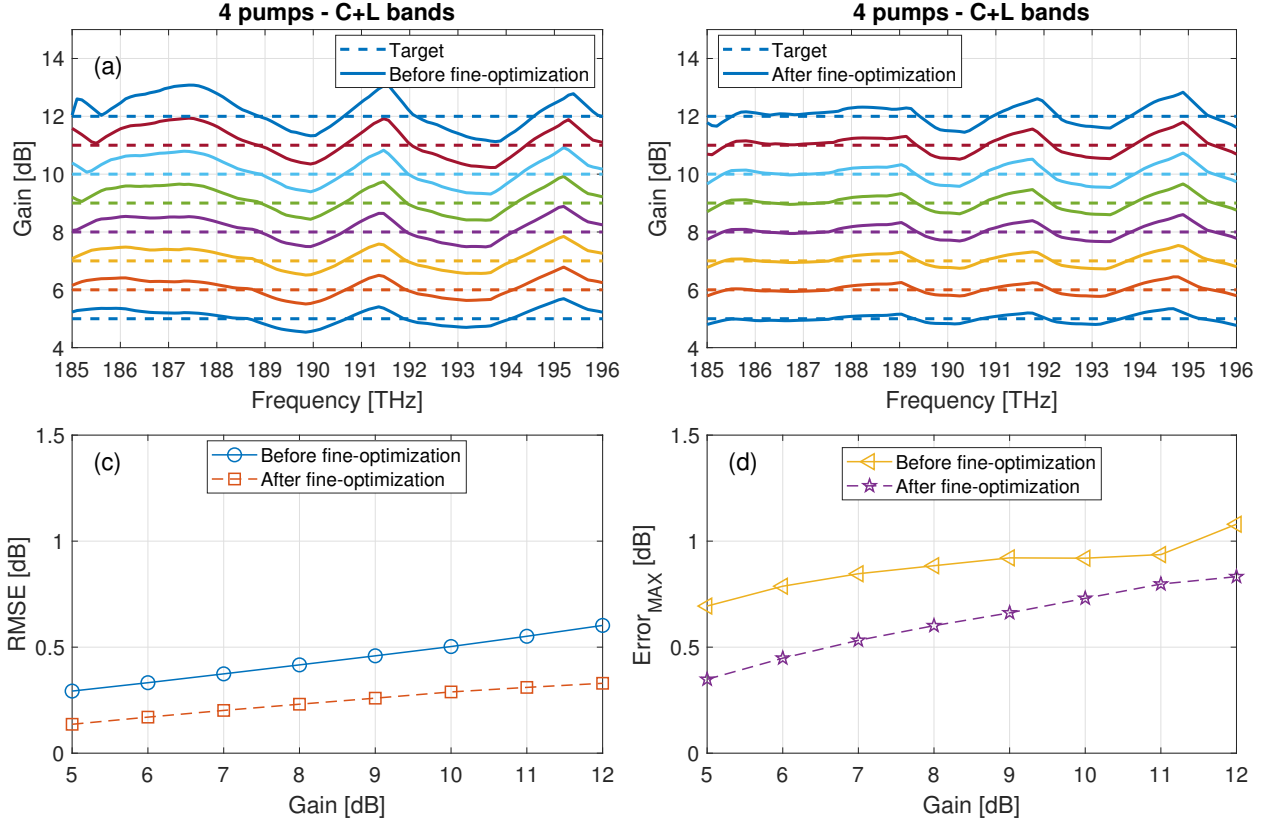 4 pumps - C+L bands
(a)
Target
Before fine-optimization
14
12
10
8
6
4
Gain [dB]
185 186 187 188 189 190 191 192 193 194 195 196
Frequency [THz]
4 pumps - C+L bands
Target
After fine-optimization
14
12
10
8
6
4
Gain [dB]
185 186 187 188 189 190 191 192 193 194 195 196
Frequency [THz]
(c)
Before fine-optimization
After fine-optimization
1.5
1
0.5
0
RMSE [dB]
5 6 7 8 9 10 11 12
Gain [dB]
(d)
Before fine-optimization
After fine-optimization
1.5
1
0.5
0
Error_MAX [dB]
5 6 7 8 9 10 11 12
Gain [dB]